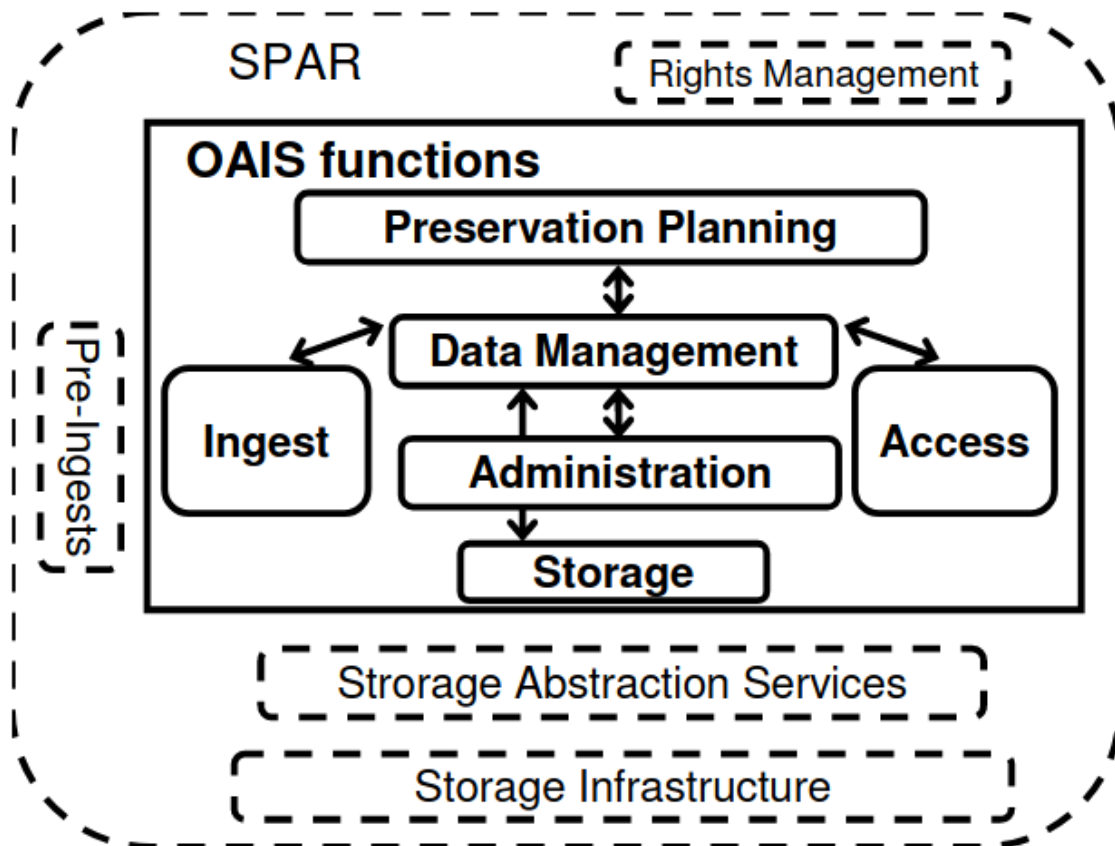 SPAR
Rights Management
OAIS functions
Preservation Planning
Data Management
Pre-Ingests
Ingest
Access
Administration
Storage
Strorage Abstraction Services
Storage Infrastructure